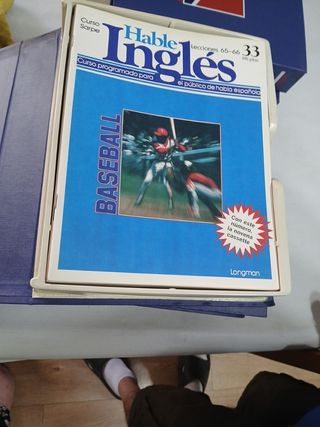 Curso
Sarpe
Hable
Inglés
Lecciones 65-66
33
Curso programado para
el público de habla española
BASEBALL
Con este
número,
la novena
cassette
Longman